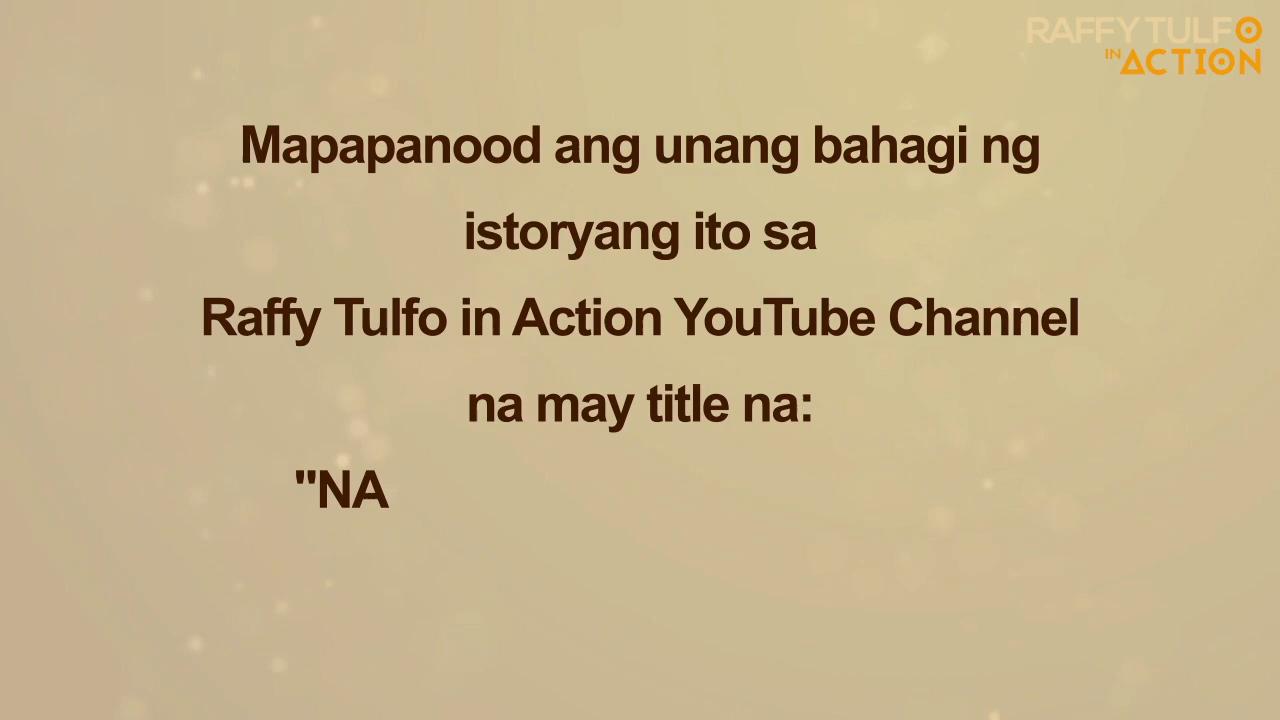 RAFFY TULFO
IN ACTION
Mapapanood ang unang bahagi ng
istoryang ito sa
Raffy Tulfo in Action YouTube Channel
na may title na:
"NA